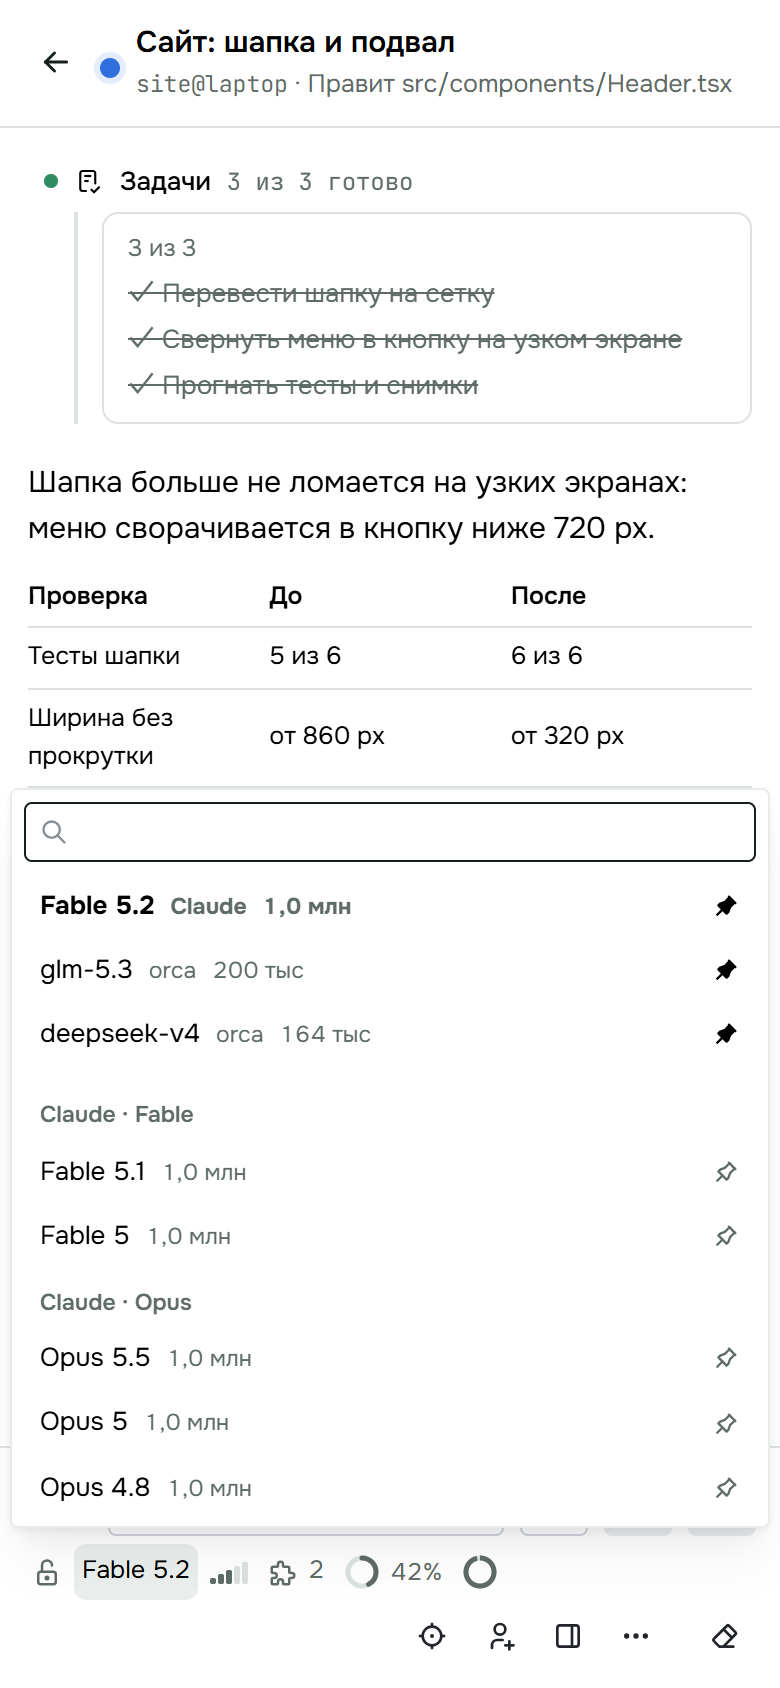 Сайт: шапка и подвал
site@laptop · Правит src/components/Header.tsx
Задачи 3 из 3 готово
3 из 3
Перевести шапку на сетку
Свернуть меню в кнопку на узком экране
Прогнать тесты и снимки
Шапка больше не ломается на узких экранах:
меню сворачивается в кнопку ниже 720 px.
Проверка До После
Тесты шапки 5 из 6 6 из 6
Ширина без
прокрутки от 860 px от 320 px
Fable 5.2 Claude 1,0 млн
glm-5.3 orca 200 тыс
deepseek-v4 orca 164 тыс
Claude · Fable
Fable 5.1 1,0 млн
Fable 5 1,0 млн
Claude · Opus
Opus 5.5 1,0 млн
Opus 5 1,0 млн
Opus 4.8 1,0 млн
Fable 5.2 2 42%